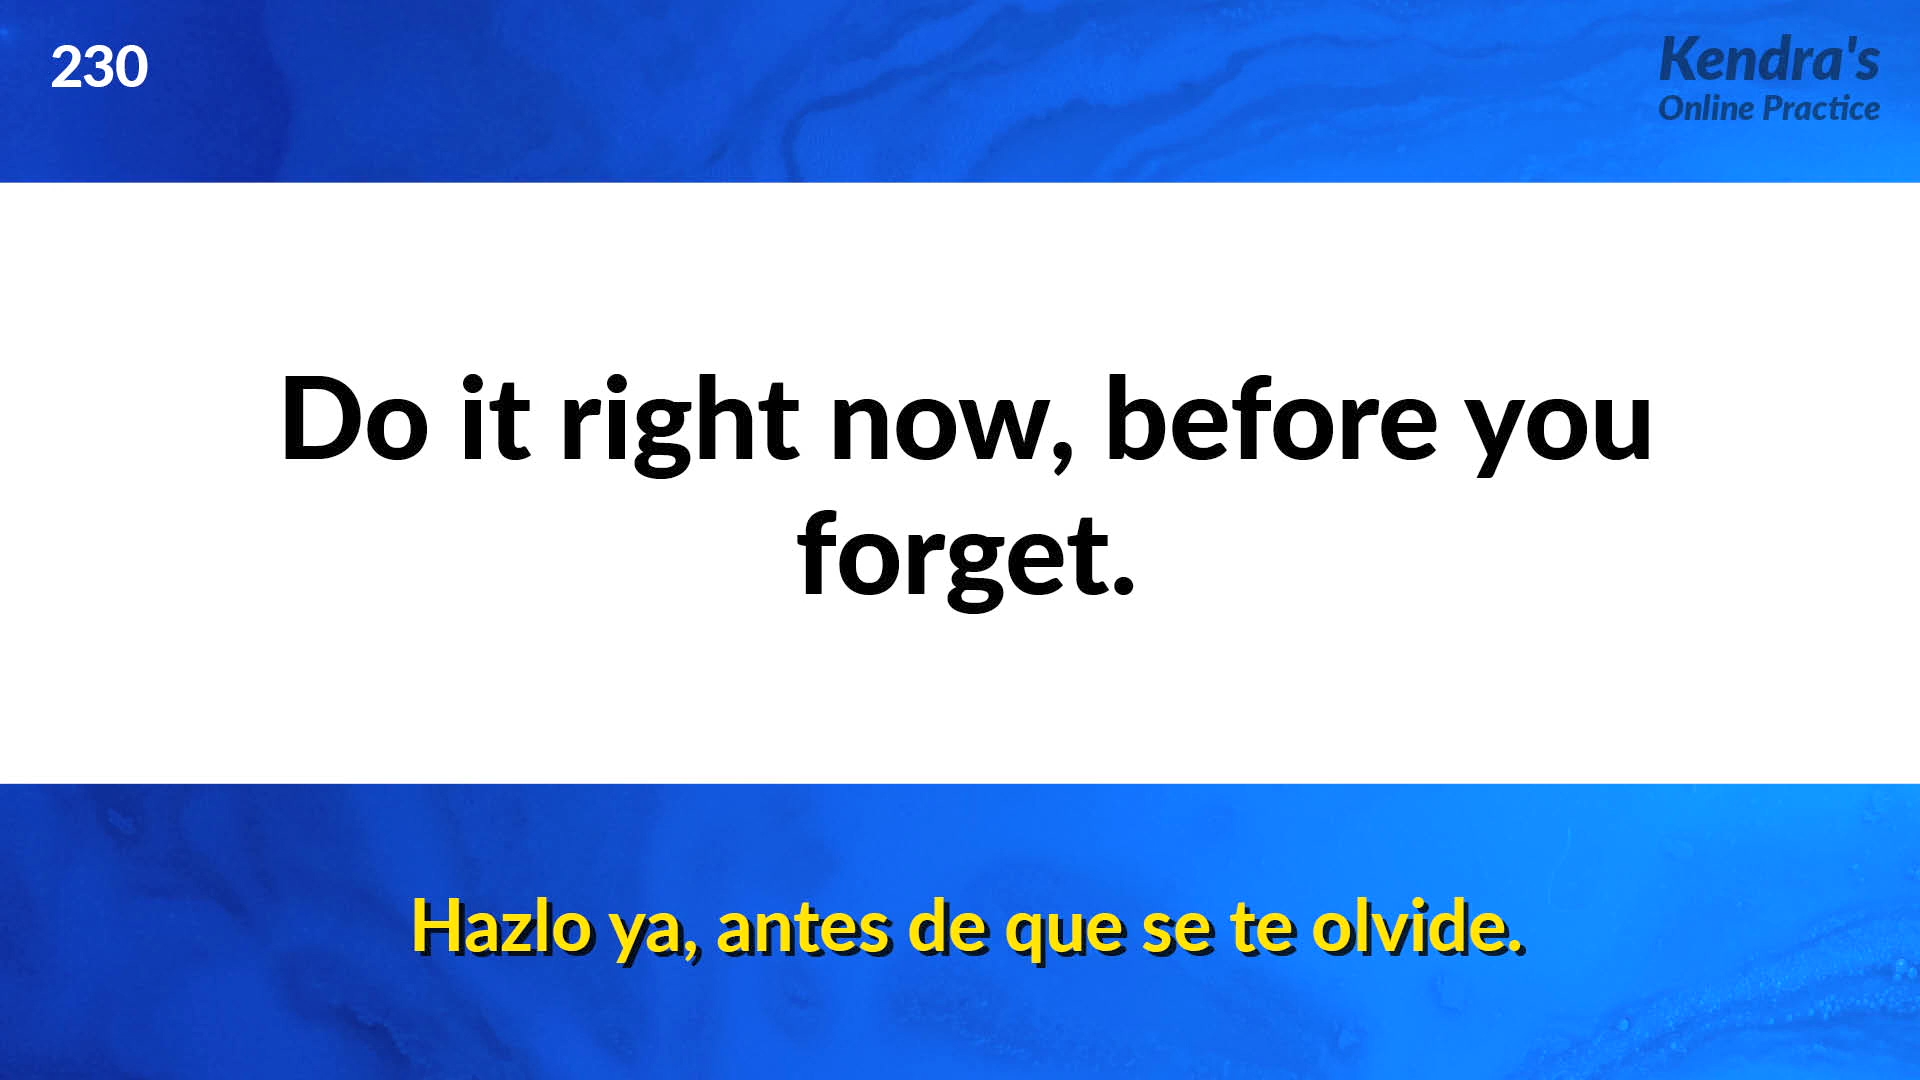 230
Kendra's
Online Practice
Do it right now, before you
forget.
Hazlo ya, antes de que se te olvide.